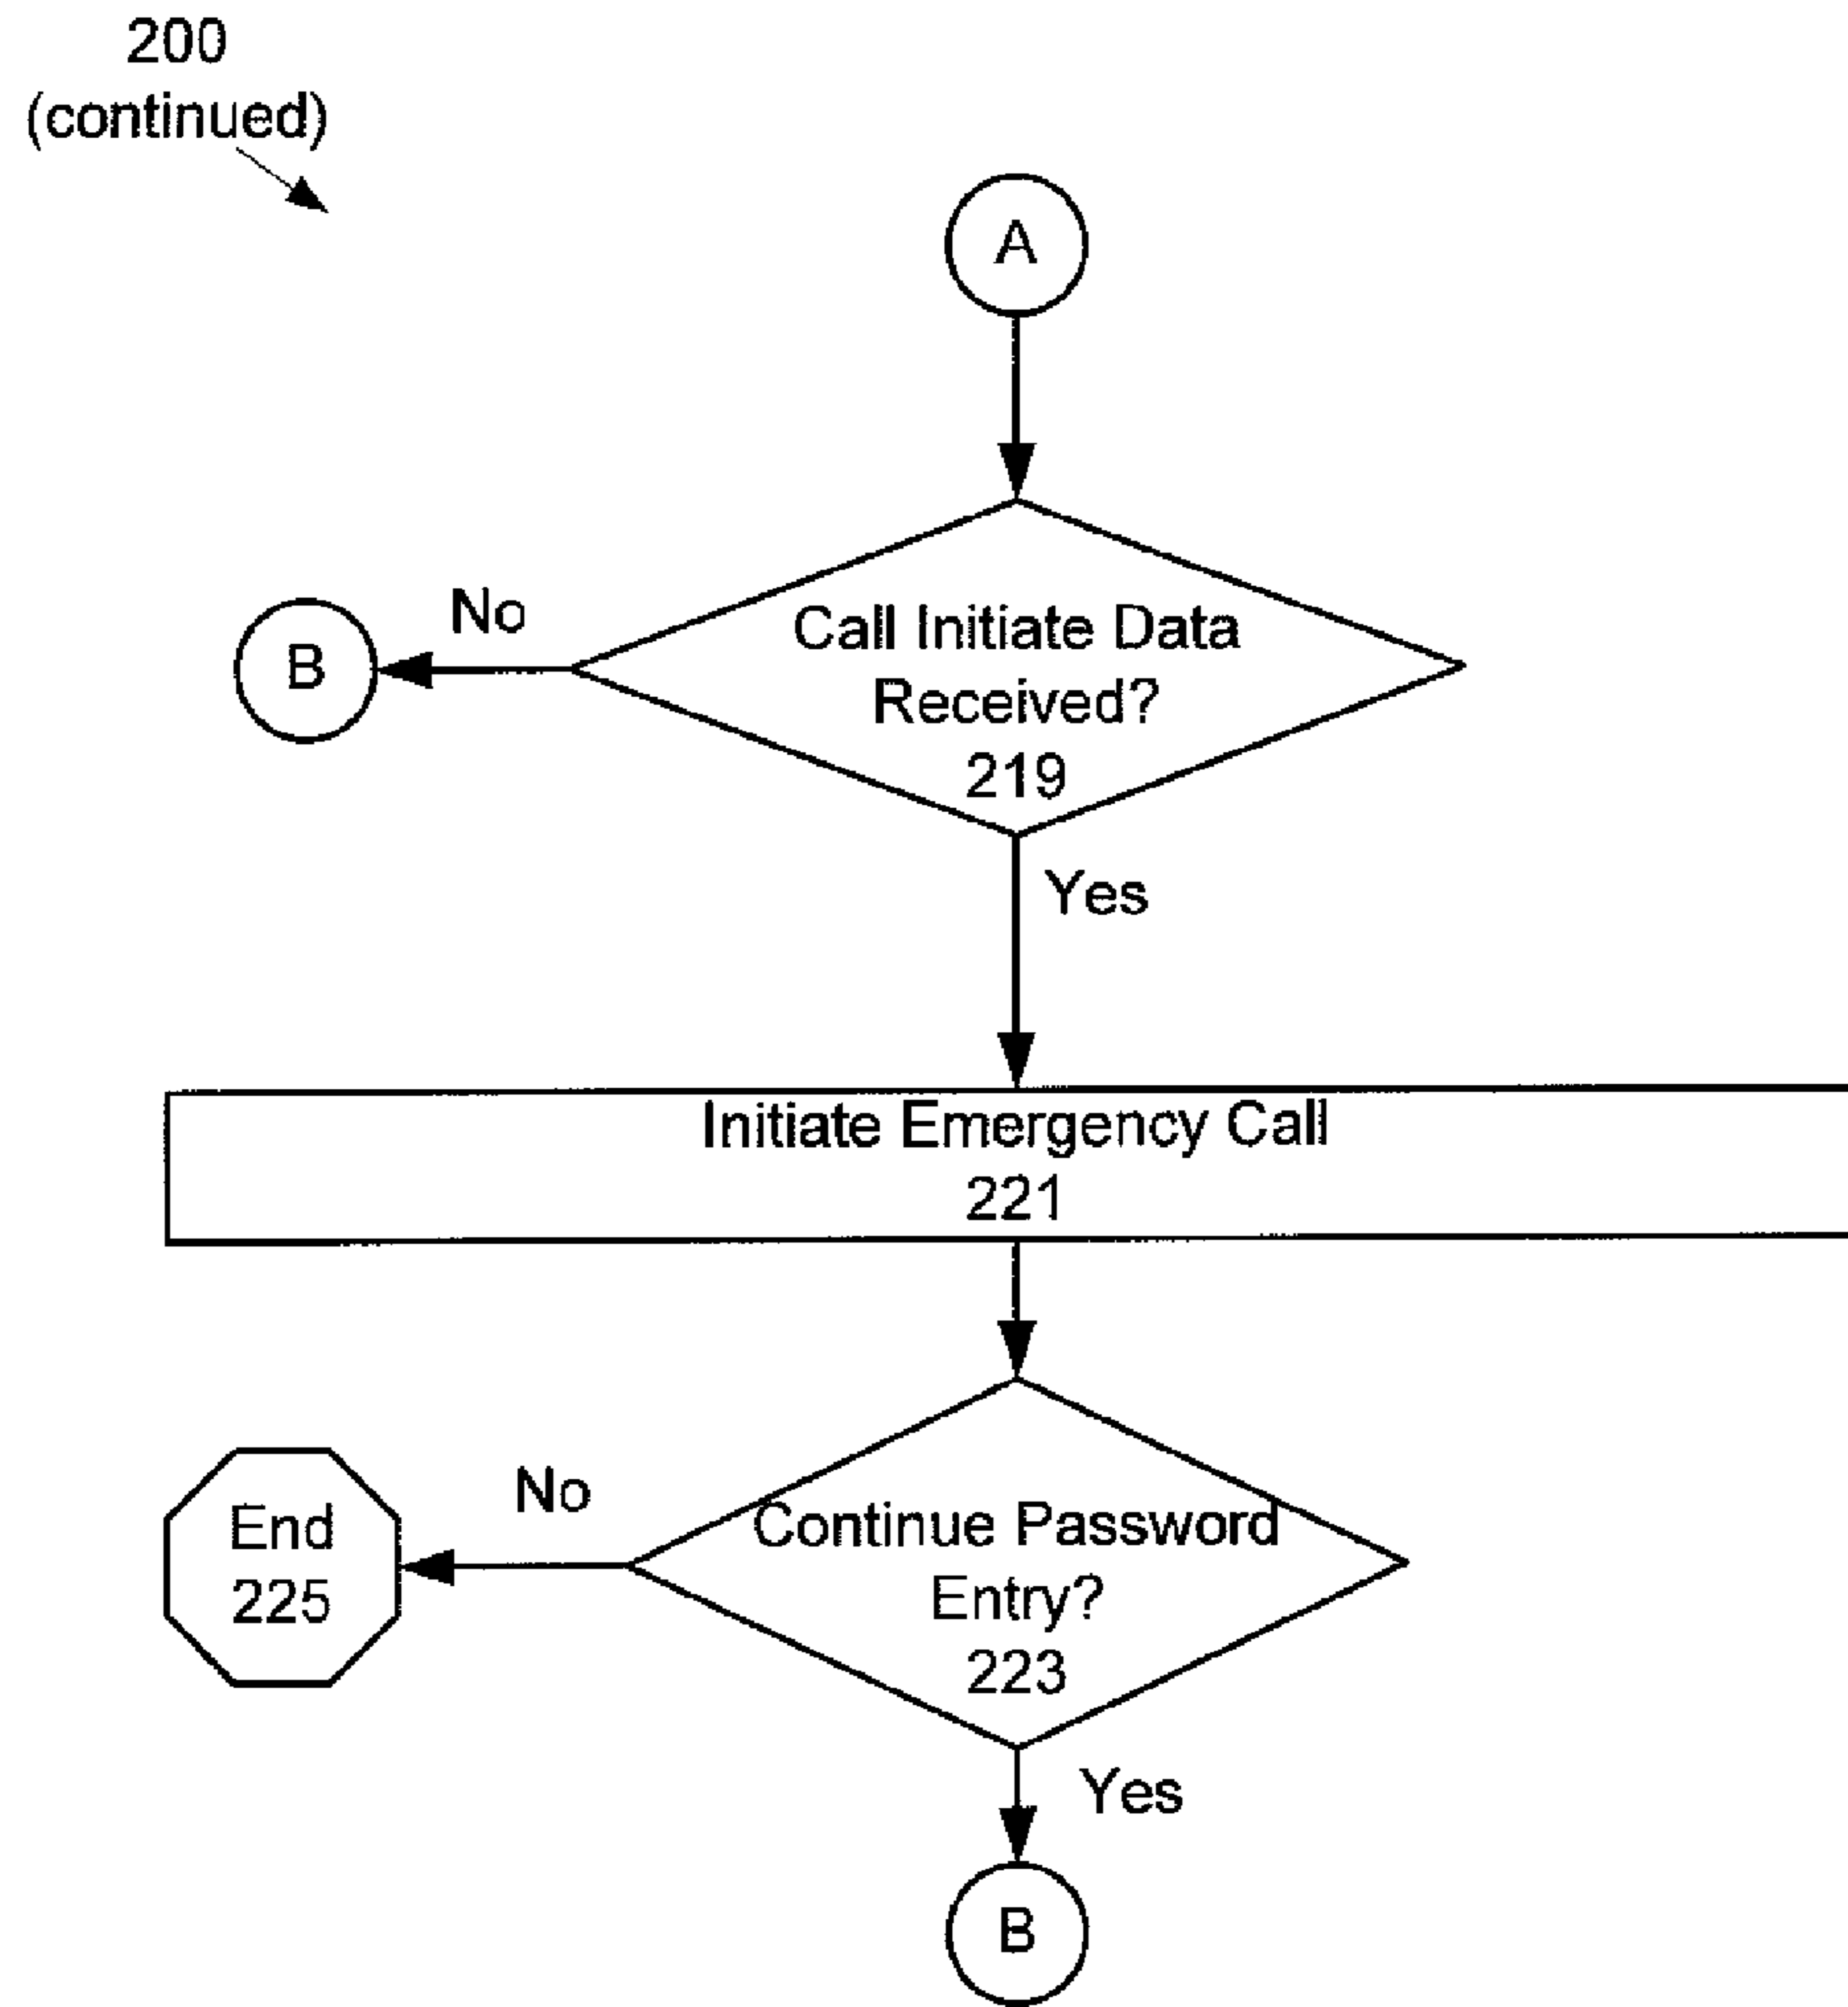 200
(continued)
A
No
B
Call Initiate Data
Received?
219
Yes
Initiate Emergency Call
221
No
End
225
Continue Password
Entry?
223
Yes
B